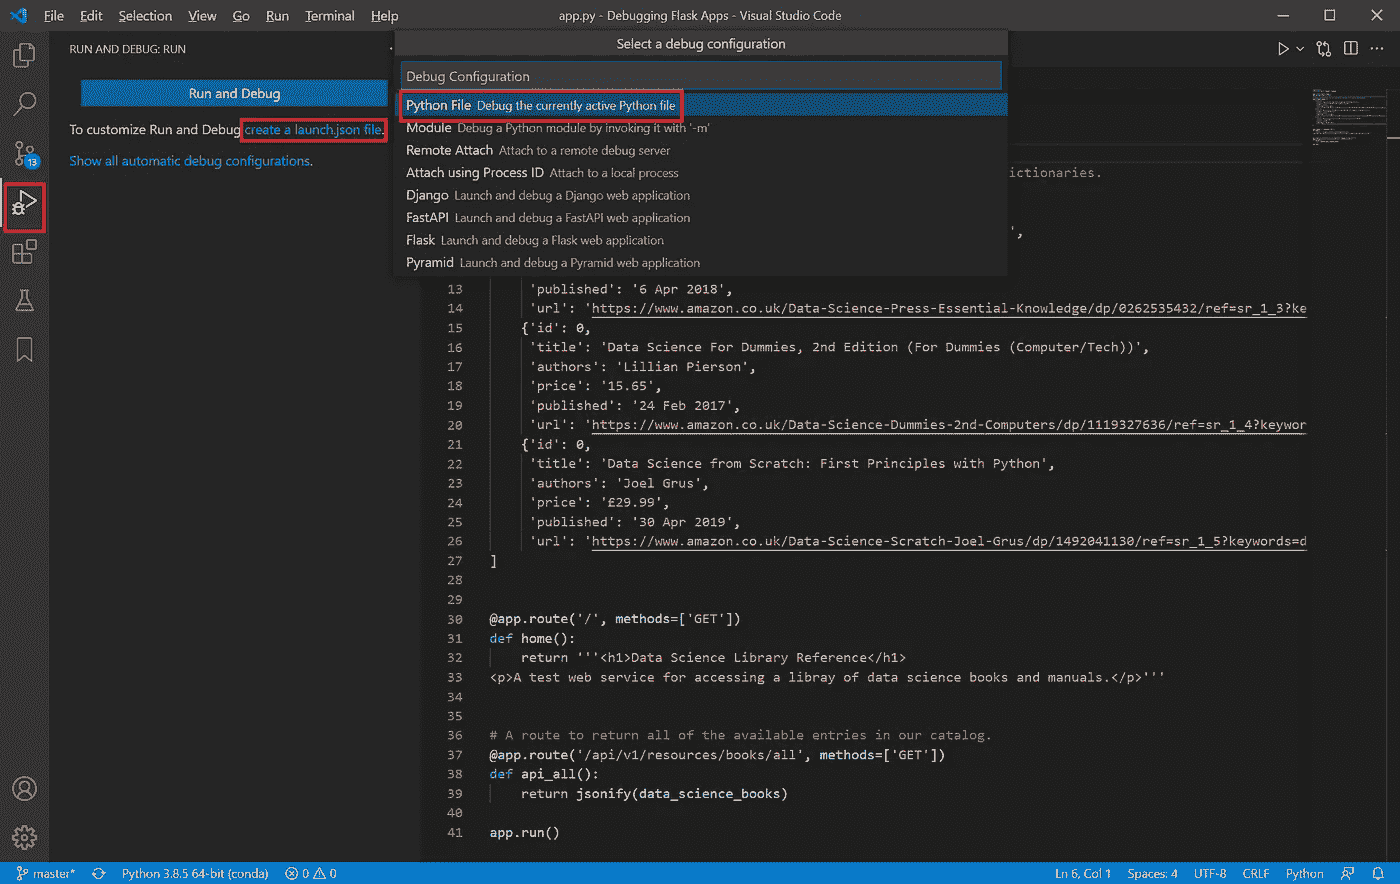 File Edit Selection View Go Run Terminal Help
app.py - Debugging Flask Apps - Visual Studio Code
RUN AND DEBUG: RUN
Run and Debug
To customize Run and Debug create a launch.json file.
Show all automatic debug configurations.
13
Select a debug configuration
Debug Configuration
Python File Debug the currently active Python file
Module Debug a Python module by invoking it with '-m'
Remote Attach Attach to a remote debug server
Attach using Process ID Attach to a local process
Django Launch and debug a Django web application
FastAPI Launch and debug a FastAPI web application
Flask Launch and debug a Flask web application
Pyramid Launch and debug a Pyramid web application
ictionaries.
',
13 'published': '6 Apr 2018',
14 'url': 'https://www.amazon.co.uk/Data-Science-Press-Essential-Knowledge/dp/0262535432/ref=sr_1_3?ke
15 {'id': 0,
16 'title': 'Data Science For Dummies, 2nd Edition (For Dummies (Computer/Tech))',
17 'authors': 'Lillian Pierson',
18 'price': '15.65',
19 'published': '24 Feb 2017',
20 'url': 'https://www.amazon.co.uk/Data-Science-Dummies-2nd-Computers/dp/1119327636/ref=sr_1_4?keywor
21 {'id': 0,
22 'title': 'Data Science from Scratch: First Principles with Python',
23 'authors': 'Joel Grus',
24 'price': '£29.99',
25 'published': '30 Apr 2019',
26 'url': 'https://www.amazon.co.uk/Data-Science-Scratch-Joel-Grus/dp/1492041130/ref=sr_1_5?keywords=d
27 ]
28
29
30 @app.route('/', methods=['GET'])
31 def home():
32 return '''<h1>Data Science Library Reference</h1>
33 <p>A test web service for accessing a libray of data science books and manuals.</p>'''
34
35
36 # A route to return all of the available entries in our catalog.
37 @app.route('/api/v1/resources/books/all', methods=['GET'])
38 def api_all():
39 return jsonify(data_science_books)
40
41 app.run()
master* Python 3.8.5 64-bit (conda) 0 0 Ln 6, Col 1 Spaces: 4 UTF-8 CRLF Python